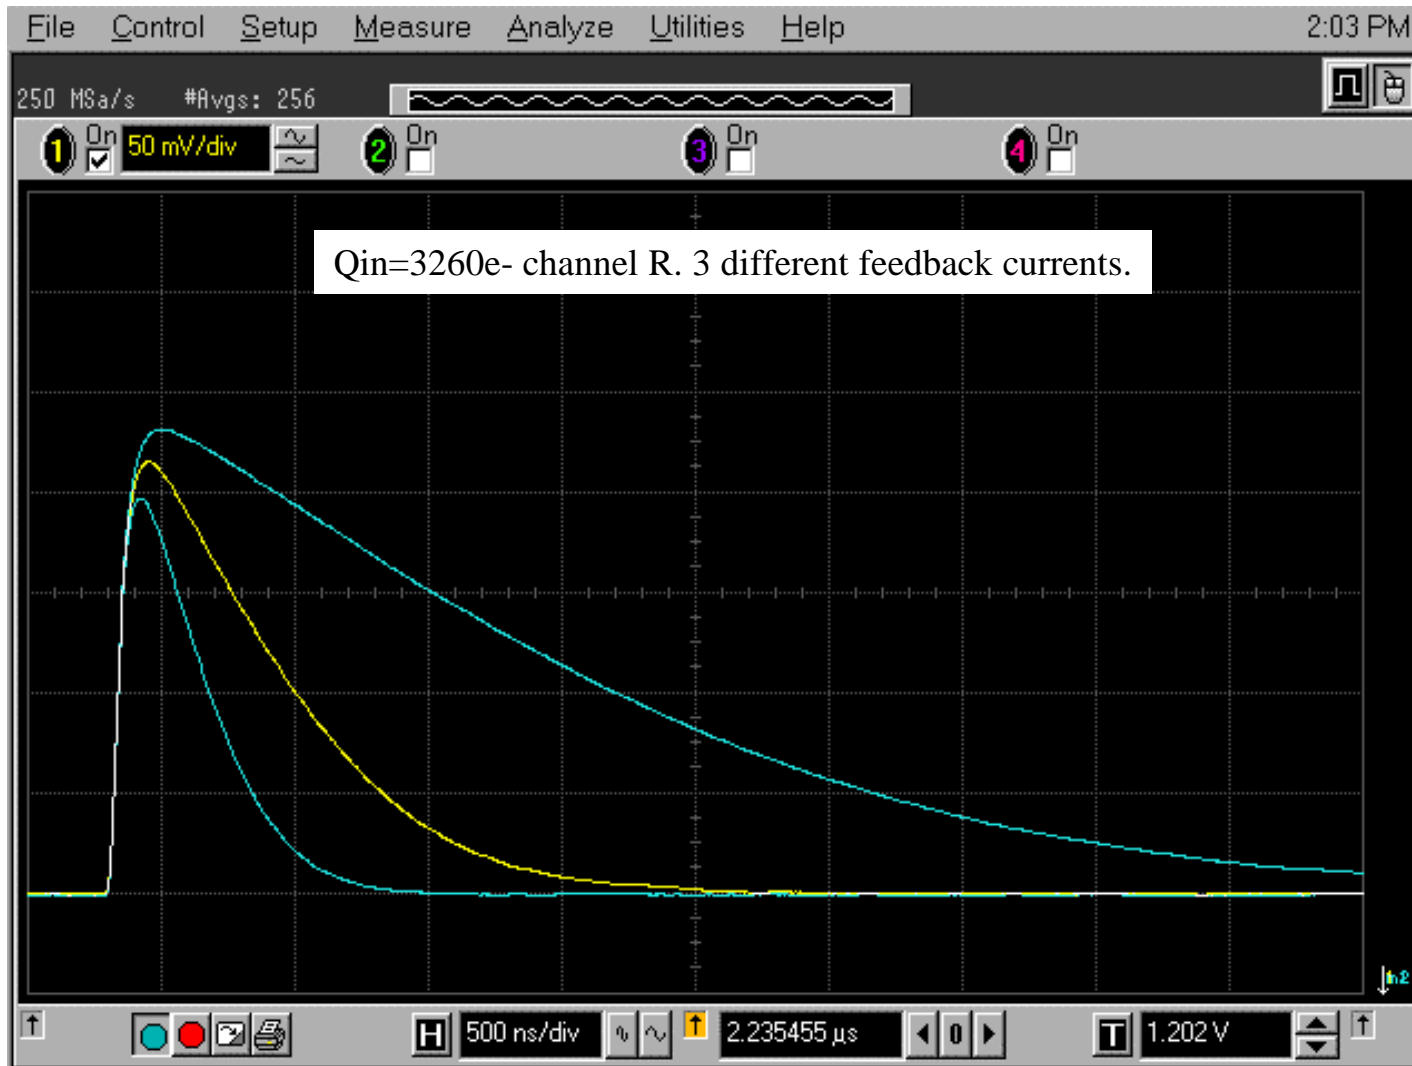 File Control Setup Measure Analyze Utilities Help 2:03 PM
250 MSa/s #Avgs: 256
1 On 50 mV/div 2 On 3 On 4 On
Qin=3260e- channel R. 3 different feedback currents.
H 500 ns/div 2.235455 µs 0 T 1.202 V